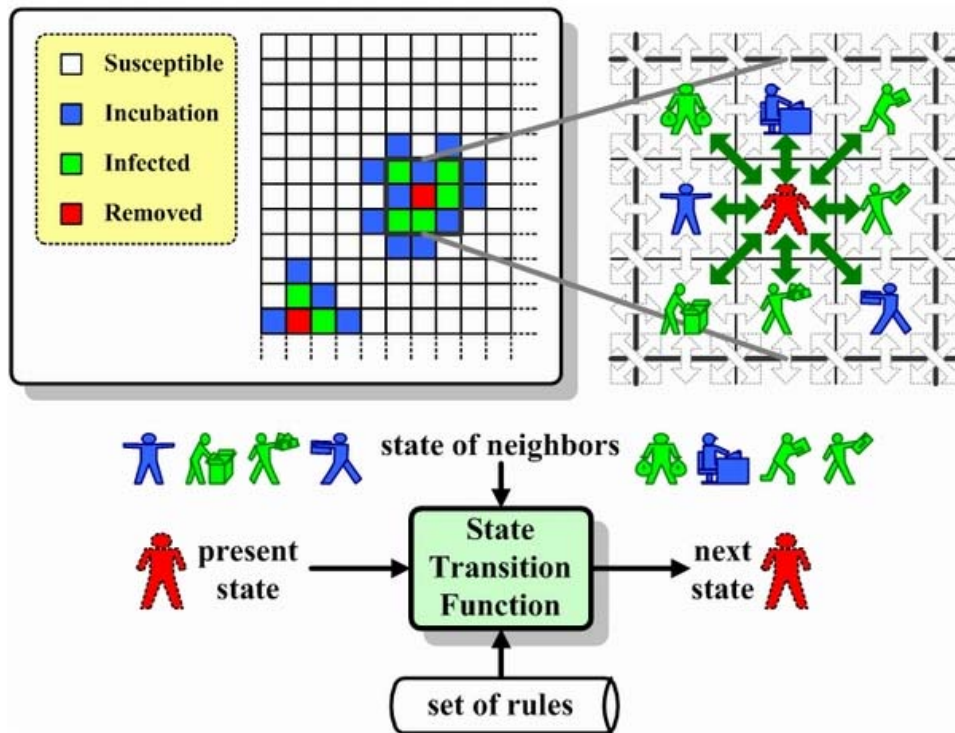 Susceptible
Incubation
Infected
Removed
state of neighbors
present
state
State
Transition
Function
next
state
set of rules